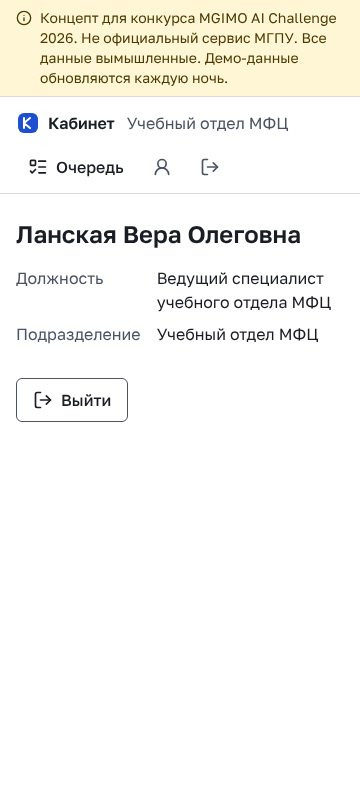 Концепт для конкурса MGIMO AI Challenge
2026. Не официальный сервис МГПУ. Все
данные вымышленные. Демо-данные
обновляются каждую ночь.
Кабинет Учебный отдел МФЦ
Очередь
Ланская Вера Олеговна
Должность Ведущий специалист
учебного отдела МФЦ
Подразделение Учебный отдел МФЦ
Выйти